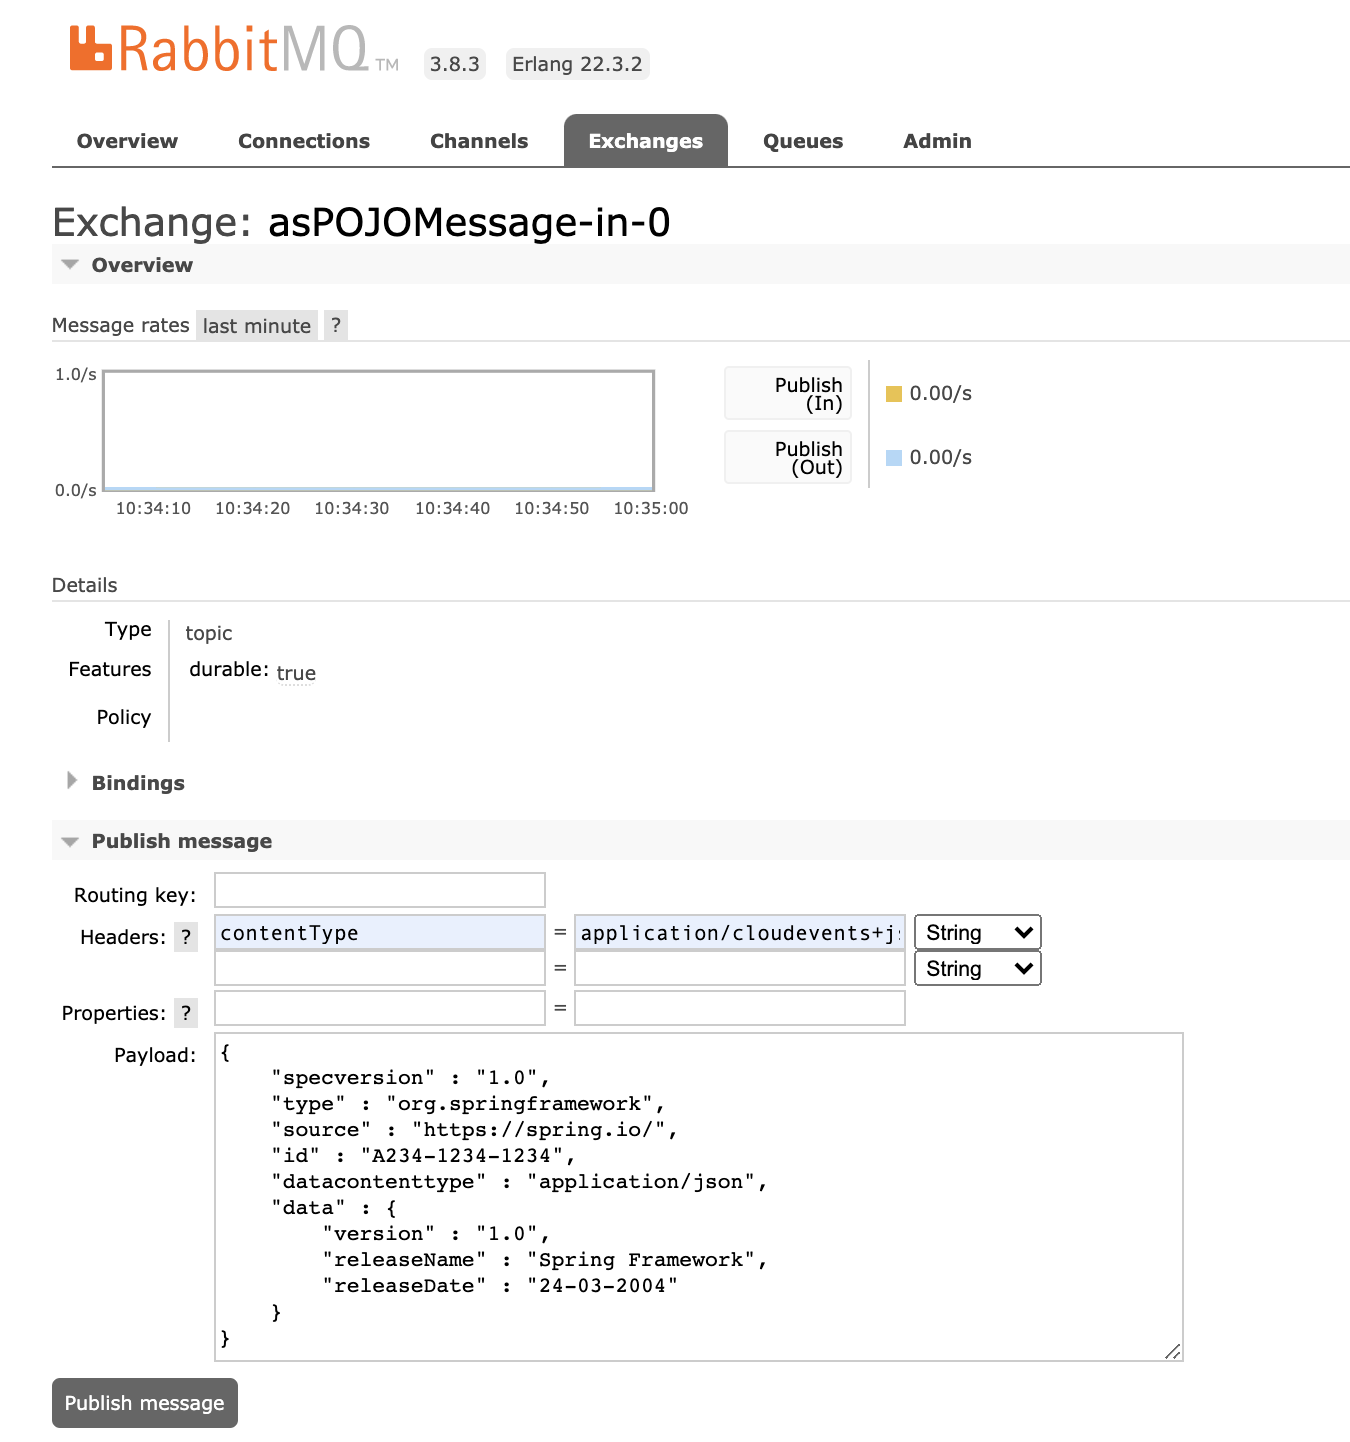 RabbitMQ TM 3.8.3 Erlang 22.3.2
Overview Connections Channels Exchanges Queues Admin
Exchange: asPOJOMessage-in-0
Overview
Message rates last minute ?
1.0/s
0.0/s
10:34:10 10:34:20 10:34:30 10:34:40 10:34:50 10:35:00
Publish
(In)
0.00/s
Publish
(Out)
0.00/s
Details
Type topic
Features durable: true
Policy
Bindings
Publish message
Routing key:
Headers: ? contentType = application/cloudevents+js String
= String
Properties: ? =
Payload: {
"specversion" : "1.0",
"type" : "org.springframework",
"source" : "https://spring.io/",
"id" : "A234-1234-1234",
"datacontenttype" : "application/json",
"data" : {
"version" : "1.0",
"releaseName" : "Spring Framework",
"releaseDate" : "24-03-2004"
}
}
Publish message